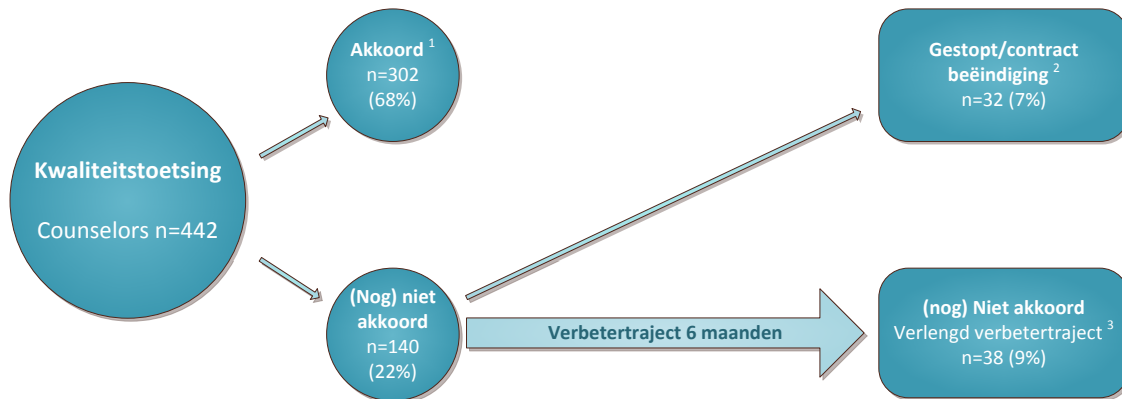 Kwaliteitstoetsing
Counselors n=442
Akkoord 1
n=302
(68%)
(Nog) niet
akkoord
n=140
(22%)
Verbetertraject 6 maanden
Gestopt/contract
beëindiging 2
n=32 (7%)
(nog) Niet akkoord
Verlengd verbetertraject 3
n=38 (9%)